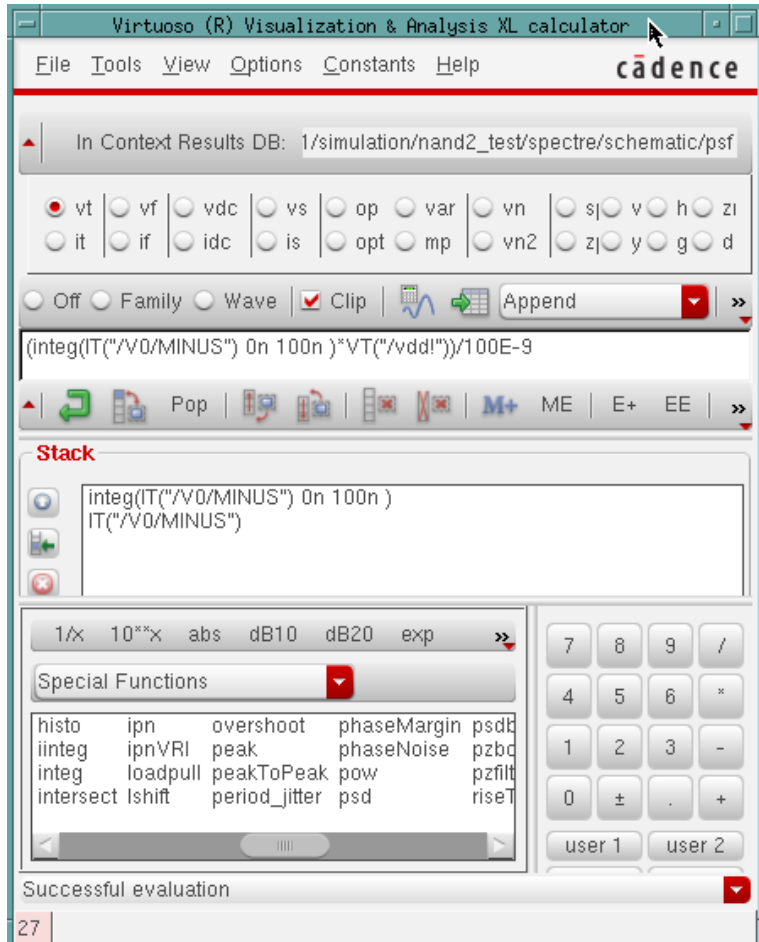 Virtuoso (R) Visualization & Analysis XL calculator
File Tools View Options Constants Help cādence
In Context Results DB: 1/simulation/nand2_test/spectre/schematic/psf
vt vf vdc vs op var vn v h
it if idc is opt mp vn2 y g d
Off Family Wave Clip Append »
(integ(IT("/V0/MINUS") 0n 100n )*VT("/vdd!"))/100E-9
Pop M+ ME E+ EE »
Stack
integ(IT("/V0/MINUS") 0n 100n )
IT("/V0/MINUS")
1/x 10**x abs dB10 dB20 exp »
7 8 9 /
Special Functions
4 5 6 *
histo ipn overshoot phaseMargin psdb
iinteg ipnVRI peak phaseNoise
1 2 3 -
integ loadpull peakToPeak pow pzfilt
intersect lshift period_jitter psd riseT
0 ± . +
user 1 user 2
Successful evaluation
27